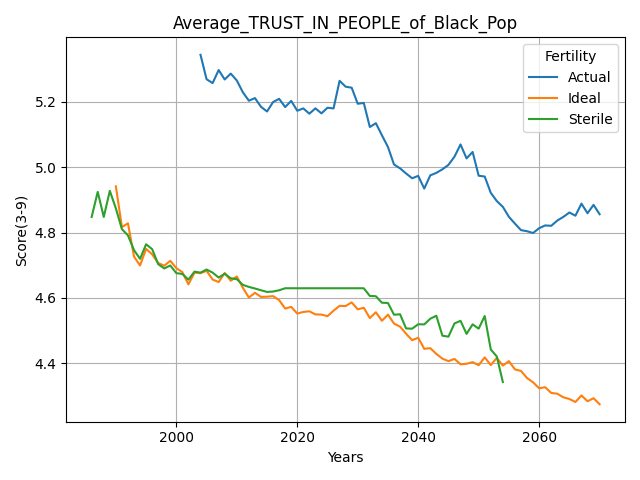 Average_TRUST_IN_PEOPLE_of_Black_Pop
Fertility
Actual
Ideal
Sterile
Score(3-9)
5.2
5.0
4.8
4.6
4.4
2000
2020
2040
2060
Years